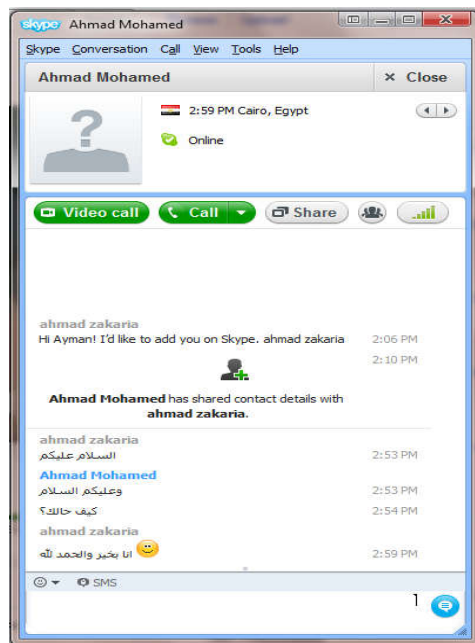 skype Ahmad Mohamed
Skype Conversation Call View Tools Help
Ahmad Mohamed × Close
2:59 PM Cairo, Egypt
Online
Video call Call Share
ahmad zakaria
Hi Ayman! I'd like to add you on Skype. ahmad zakaria 2:06 PM
2:10 PM
Ahmad Mohamed has shared contact details with
ahmad zakaria.
ahmad zakaria
السلام عليكم 2:53 PM
Ahmad Mohamed
وعليكم السلام 2:53 PM
كيف حالك؟ 2:54 PM
ahmad zakaria
انا بخير والحمد لله 2:59 PM
SMS
1